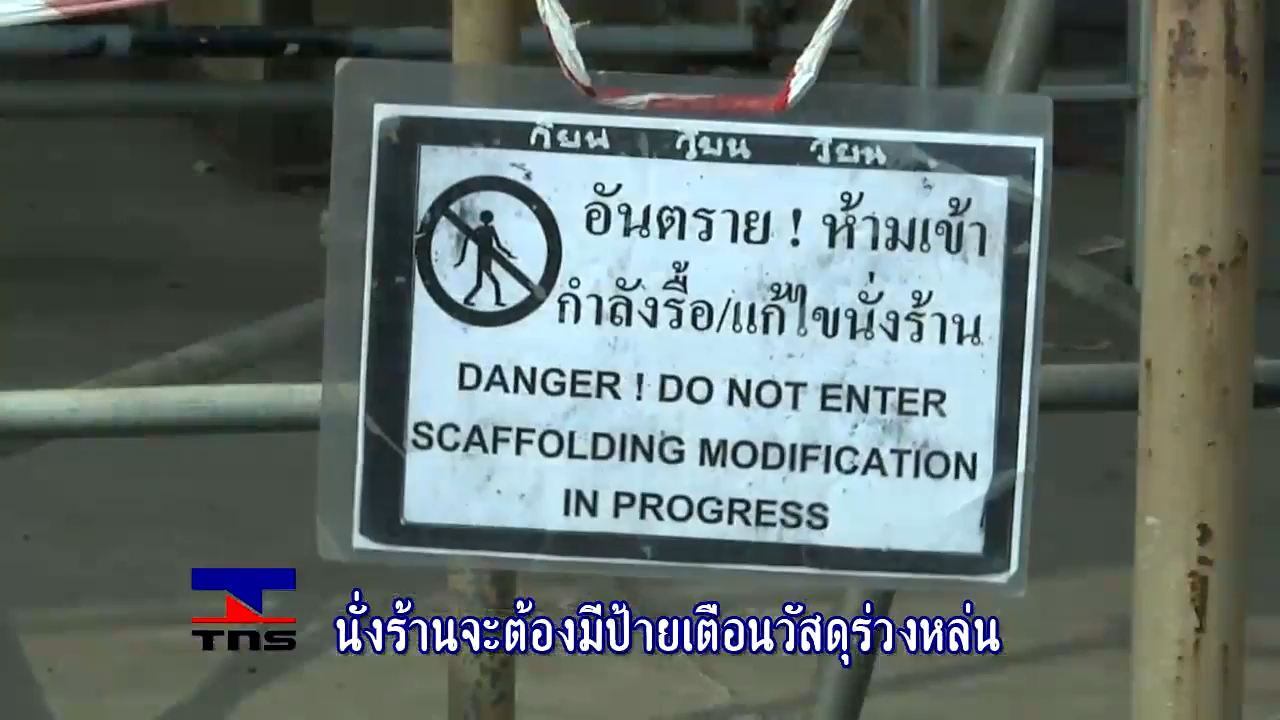 อันตราย ! ห้ามเข้า
กำลังรื้อ/แก้ไขนั่งร้าน
DANGER ! DO NOT ENTER
SCAFFOLDING MODIFICATION
IN PROGRESS
TNS
นั่งร้านจะต้องมีป้ายเตือนวัสดุร่วงหล่น